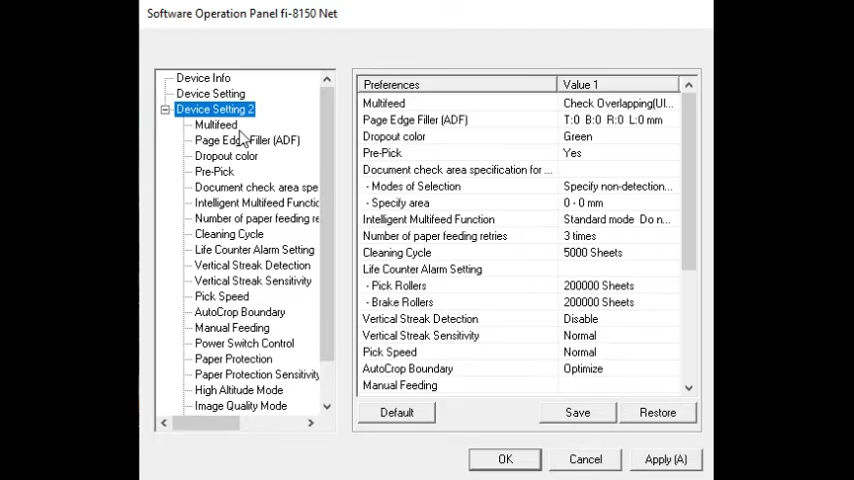 Software Operation Panel fi-8150 Net
Device Info
Device Setting
Device Setting 2
Multifeed
Page Edge Filler (ADF)
Dropout color
Pre-Pick
Document check area spe
Intelligent Multifeed Functio
Number of paper feeding re
Cleaning Cycle
Life Counter Alarm Setting
Vertical Streak Detection
Vertical Streak Sensitivity
Pick Speed
AutoCrop Boundary
Manual Feeding
Power Switch Control
Paper Protection
Paper Protection Sensitivity
High Altitude Mode
Image Quality Mode
Preferences Value 1
Multifeed Check Overlapping(Ul...
Page Edge Filler (ADF) T:0 B:0 R:0 L:0 mm
Dropout color Green
Pre-Pick Yes
Document check area specification for ...
· Modes of Selection Specify non-detection...
· Specify area 0 - 0 mm
Intelligent Multifeed Function Standard mode Do n...
Number of paper feeding retries 3 times
Cleaning Cycle 5000 Sheets
Life Counter Alarm Setting
· Pick Rollers 200000 Sheets
· Brake Rollers 200000 Sheets
Vertical Streak Detection Disable
Vertical Streak Sensitivity Normal
Pick Speed Normal
AutoCrop Boundary Optimize
Manual Feeding
Default Save Restore
OK Cancel Apply (A)